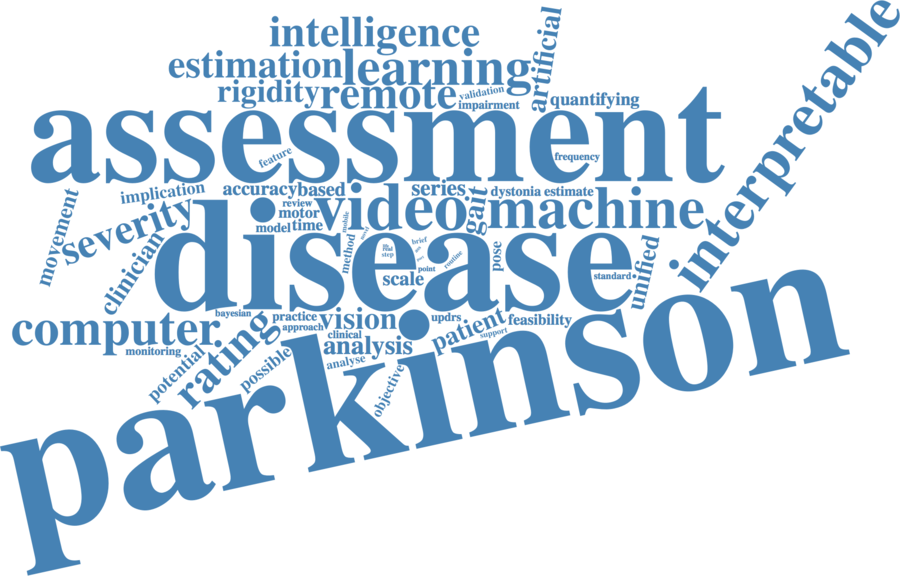 intelligence
artificial
interpretable
estimation
learning
rigidity
remote
validation
impairment
quantifying
assessment
feature
frequency
movement
implication
accuracy
based
series
dystonia
estimate
severity
review
motor
video
gait
machine
model
time
mobile
method
clinician
disease
brief
step
point
routine
scale
pose
standard
unified
computer
bayesian
practice
approach
vision
updrs
patient
feasibility
support
monitoring
rating
clinical
analysis
analyse
potential
possible
objective
parkinson